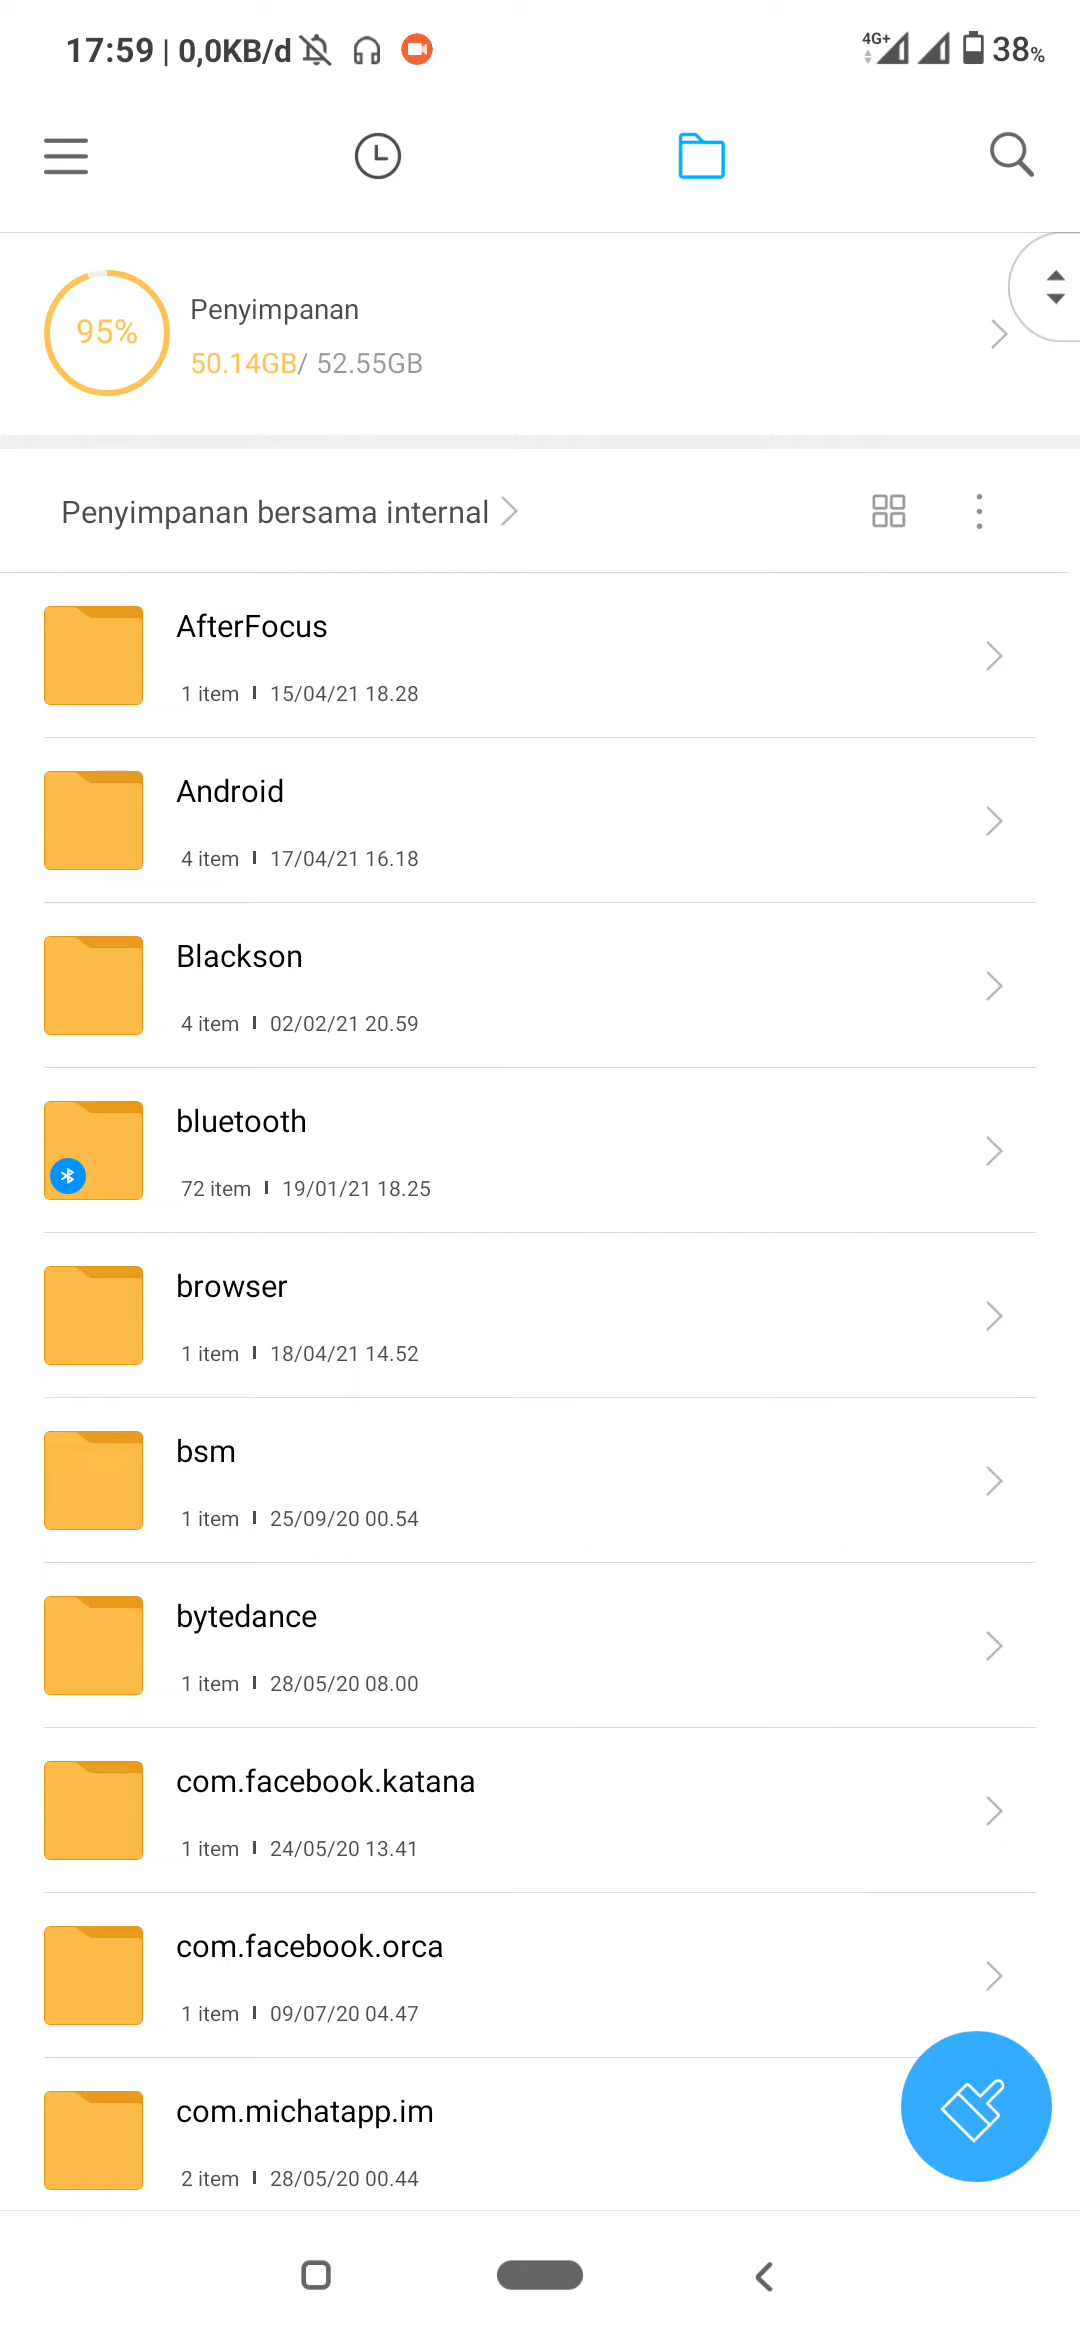 17:59 | 0,0KB/d 4G+ 38%
95%
Penyimpanan
50.14GB/ 52.55GB
Penyimpanan bersama internal
AfterFocus
1 item 15/04/21 18.28
Android
4 item 17/04/21 16.18
Blackson
4 item 02/02/21 20.59
bluetooth
72 item 19/01/21 18.25
browser
1 item 18/04/21 14.52
bsm
1 item 25/09/20 00.54
bytedance
1 item 28/05/20 08.00
com.facebook.katana
1 item 24/05/20 13.41
com.facebook.orca
1 item 09/07/20 04.47
com.michatapp.im
2 item 28/05/20 00.44